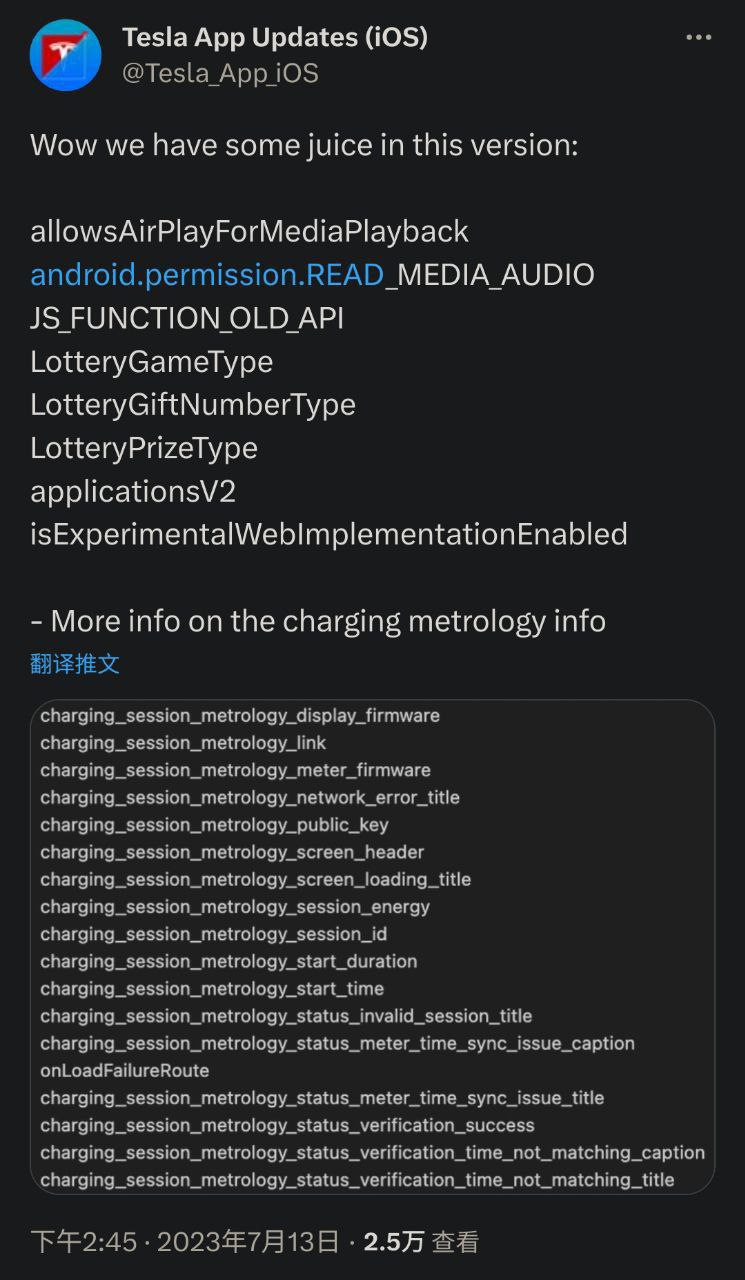 Tesla App Updates (iOS)
@Tesla_App_iOS
Wow we have some juice in this version:
allowsAirPlayForMediaPlayback
android.permission.READ_MEDIA_AUDIO
JS_FUNCTION_OLD_API
LotteryGameType
LotteryGiftNumberType
LotteryPrizeType
applicationsV2
isExperimentalWebImplementationEnabled
- More info on the charging metrology info
翻译推文
charging_session_metrology_display_firmware
charging_session_metrology_link
charging_session_metrology_meter_firmware
charging_session_metrology_network_error_title
charging_session_metrology_public_key
charging_session_metrology_screen_header
charging_session_metrology_screen_loading_title
charging_session_metrology_session_energy
charging_session_metrology_session_id
charging_session_metrology_start_duration
charging_session_metrology_start_time
charging_session_metrology_status_invalid_session_title
charging_session_metrology_status_meter_time_sync_issue_caption
onLoadFailureRoute
charging_session_metrology_status_meter_time_sync_issue_title
charging_session_metrology_status_verification_success
charging_session_metrology_status_verification_time_not_matching_caption
charging_session_metrology_status_verification_time_not_matching_title
下午2:45 · 2023年7月13日 · 2.5万 查看